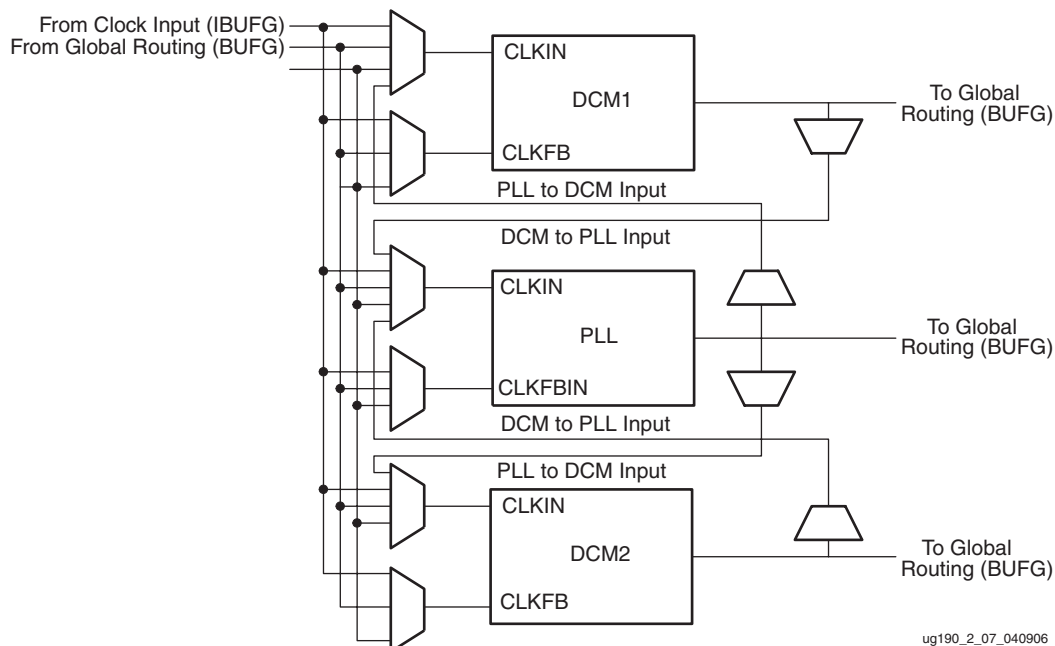 From Clock Input (IBUFG)
From Global Routing (BUFG)
CLKIN
DCM1
CLKFB
To Global
Routing (BUFG)
PLL to DCM Input
DCM to PLL Input
CLKIN
PLL
CLKFBIN
To Global
Routing (BUFG)
DCM to PLL Input
PLL to DCM Input
CLKIN
DCM2
CLKFB
To Global
Routing (BUFG)
ug190_2_07_040906